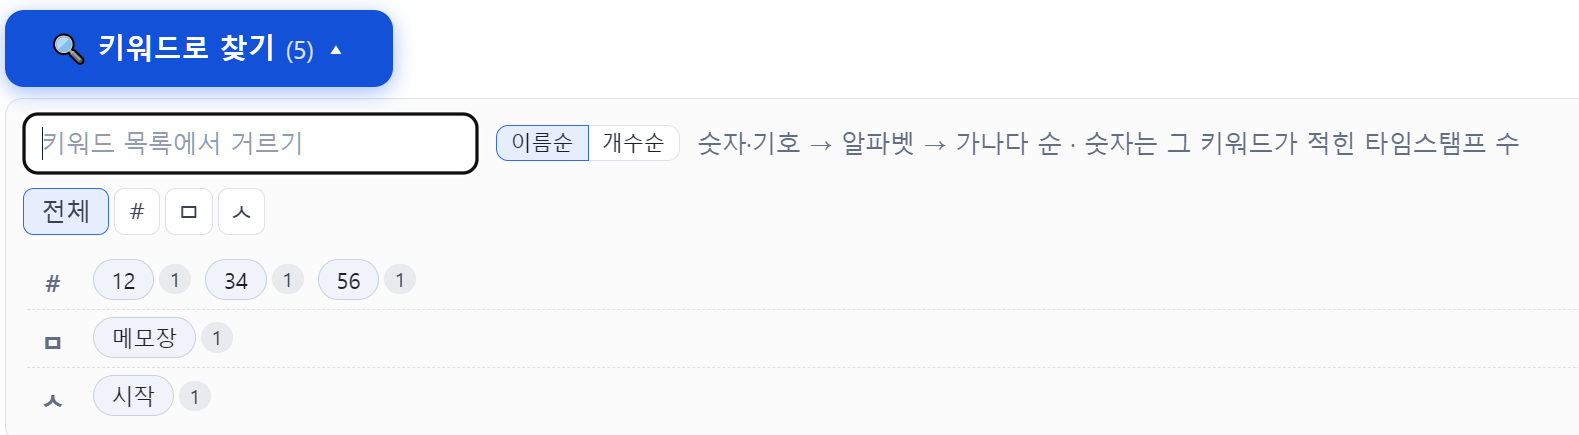 🔍 키워드로 찾기 (5) ▲
키워드 목록에서 거르기 이름순 개수순 숫자·기호 → 알파벳 → 가나다 순 · 숫자는 그 키워드가 적힌 타임스탬프 수
전체 # ㅁ ㅅ
# 12 1 34 1 56 1
ㅁ 메모장 1
ㅅ 시작 1